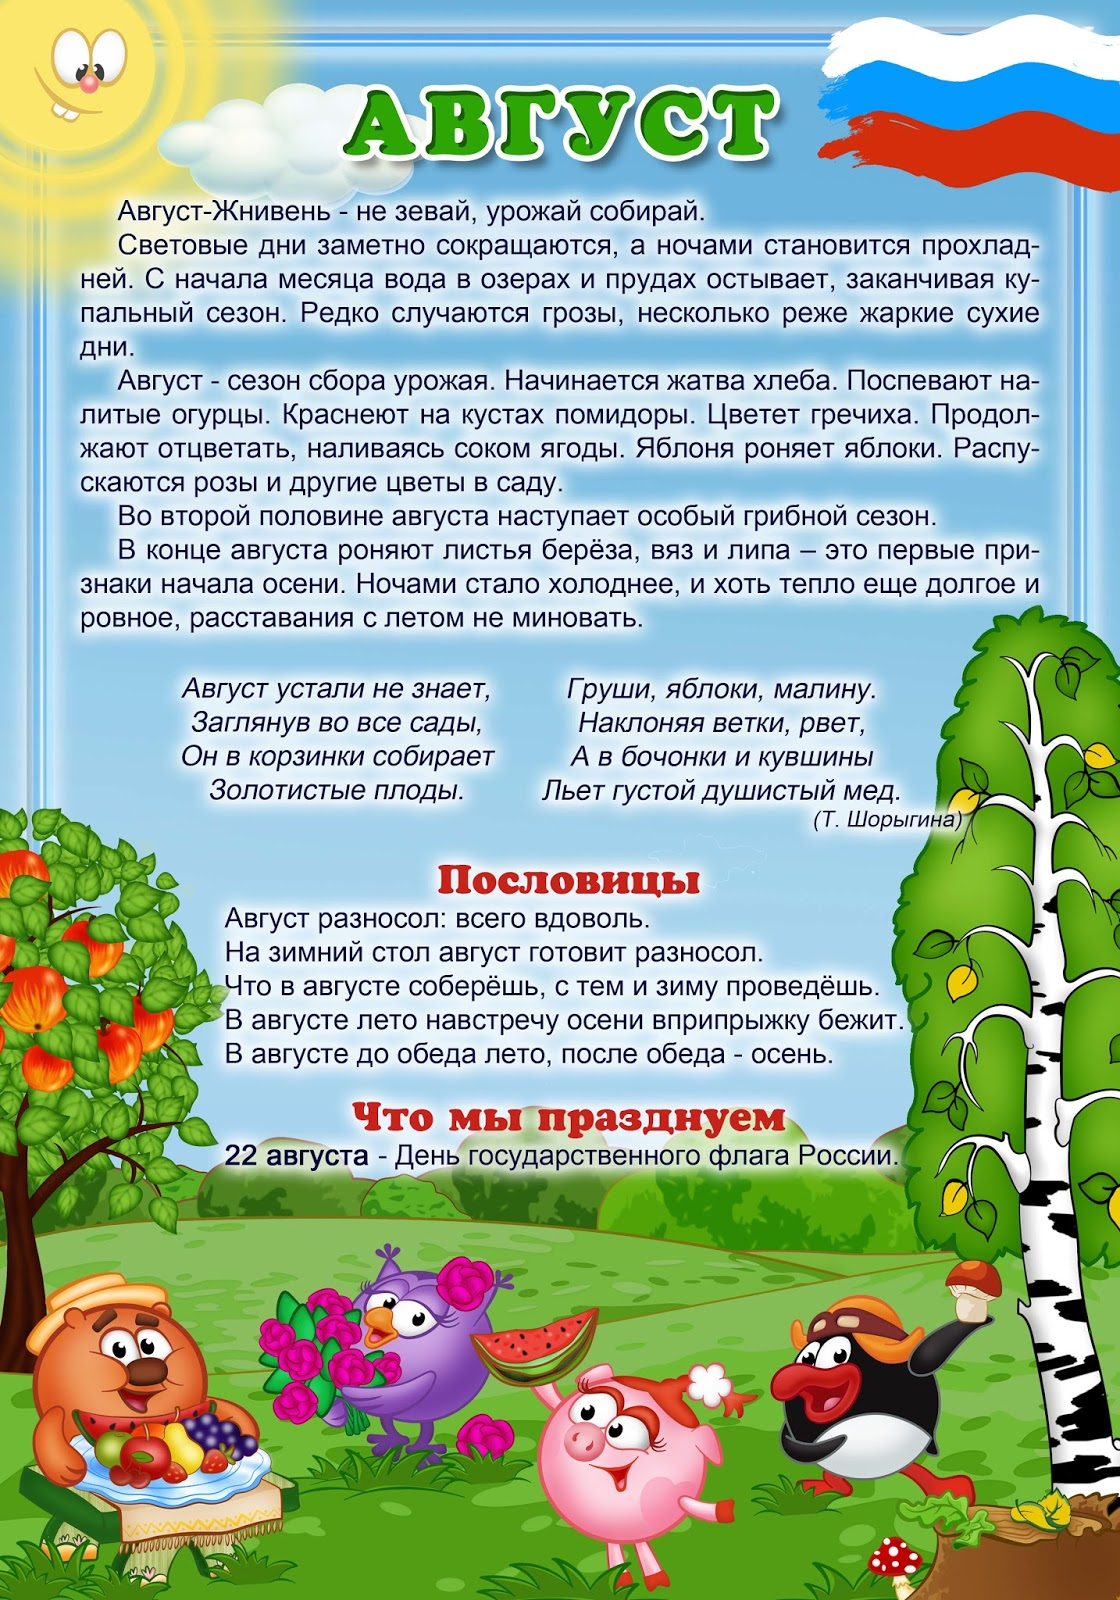 АВГУСТ
Август-Жнивень - не зевай, урожай собирай.
Световые дни заметно сокращаются, а ночами становится прохлад-
ней. С начала месяца вода в озерах и прудах остывает, заканчивая ку-
пальный сезон. Редко случаются грозы, несколько реже жаркие сухие
дни.
Август - сезон сбора урожая. Начинается жатва хлеба. Поспевают на-
литые огурцы. Краснеют на кустах помидоры. Цветет гречиха. Продол-
жают отцветать, наливаясь соком ягоды. Яблоня роняет яблоки. Распу-
скаются розы и другие цветы в саду.
Во второй половине августа наступает особый грибной сезон.
В конце августа роняют листья берёза, вяз и липа – это первые при-
знаки начала осени. Ночами стало холоднее, и хоть тепло еще долгое и
ровное, расставания с летом не миновать.
Август устали не знает,
Заглянув во все сады,
Он в корзинки собирает
Золотистые плоды.
Груши, яблоки, малину.
Наклоняя ветки, рвет,
А в бочонки и кувшины
Льет густой душистый мед.
(Т. Шорыгина)
Пословицы
Август разносол: всего вдоволь.
На зимний стол август готовит разносол.
Что в августе соберёшь, с тем и зиму проведёшь.
В августе лето навстречу осени вприпрыжку бежит.
В августе до обеда лето, после обеда - осень.
Что мы празднуем
22 августа - День государственного флага России.